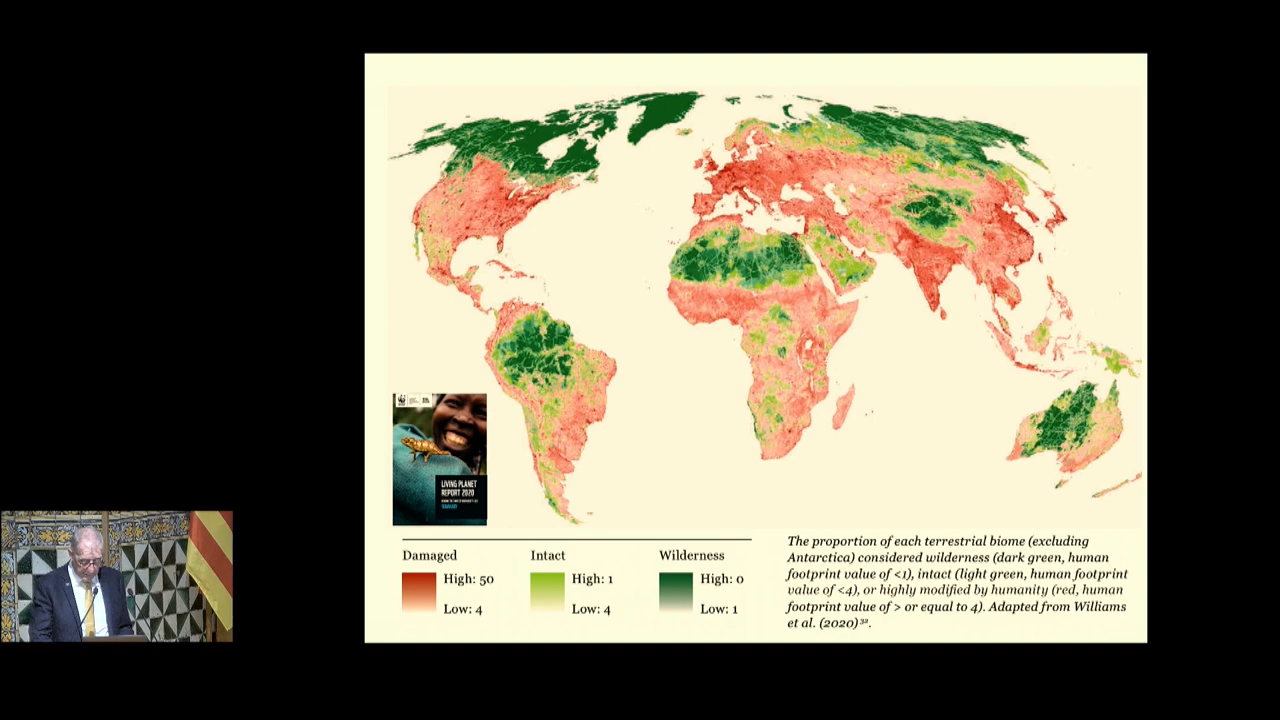 LIVING PLANET
REPORT 2020
SUMMARY
Damaged
High: 50
Low: 4
Intact
High: 1
Low: 4
Wilderness
High: 0
Low: 1
The proportion of each terrestrial biome (excluding
Antarctica) considered wilderness (dark green, human
footprint value of <1), intact (light green, human footprint
value of <4), or highly modified by humanity (red, human
footprint value of > or equal to 4). Adapted from Williams
et al. (2020)³².